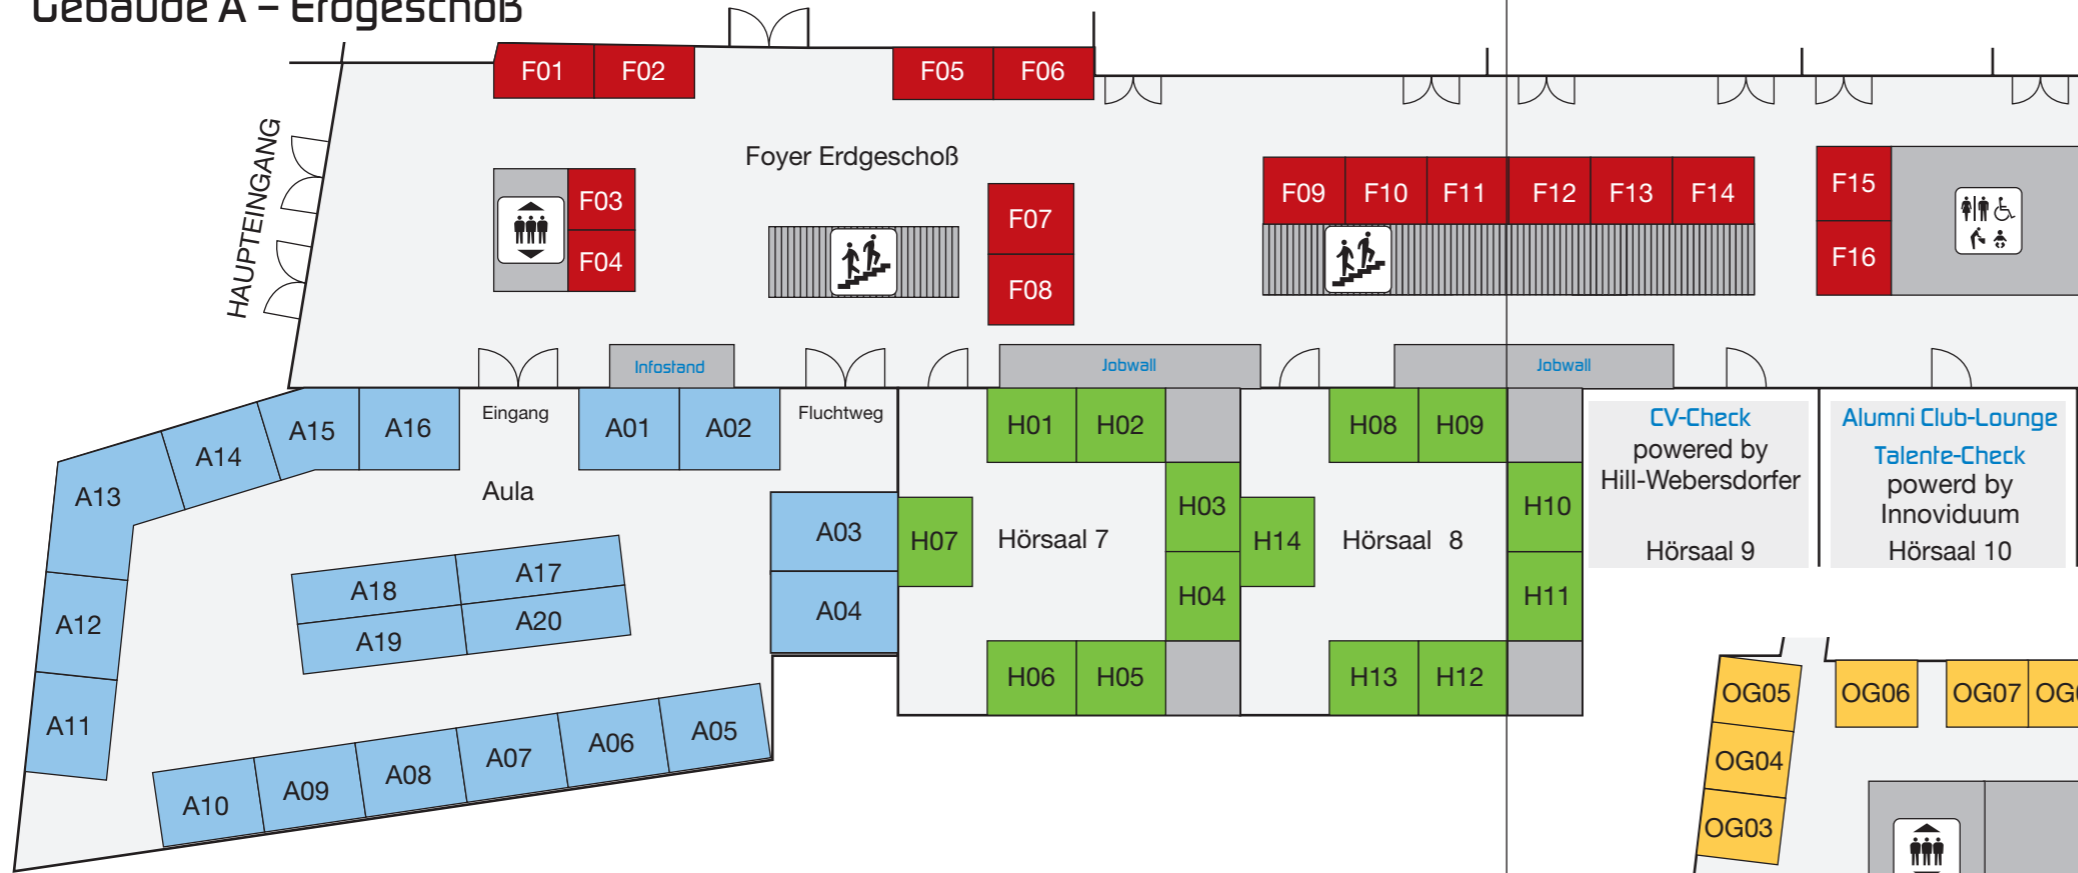 Gebäude A – Erdgeschoß
F01 F02 F05 F06
HAUPTEINGANG
Foyer Erdgeschoß
F03
F04
F07
F08
F09 F10 F11 F12 F13 F14
F15
F16
Infostand
Jobwall
Jobwall
A15 A16
Eingang
A01 A02
Fluchtweg
A14
A13
Aula
A12
A11
A18 A17
A19 A20
A03
A04
A10 A09 A08 A07 A06 A05
H01 H02
H03
H07
Hörsaal 7
H04
H06 H05
H08 H09
H10
H14
Hörsaal 8
H11
H13 H12
CV-Check
powered by
Hill-Webersdorfer
Hörsaal 9
Alumni Club-Lounge
Talente-Check
powerd by
Innoviduum
Hörsaal 10
OG05
OG04
OG03
OG06 OG07